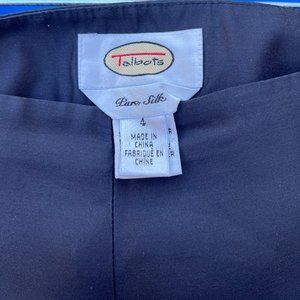 Talbots
Pure Silk
4
MADE IN
CHINA
FABRIQUÉ EN
CHINE